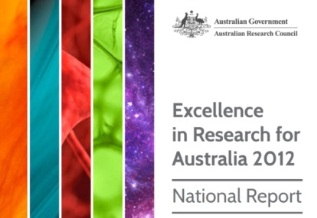 Australian Government
Australian Research Council
Excellence
in Research for
Australia 2012
National Report